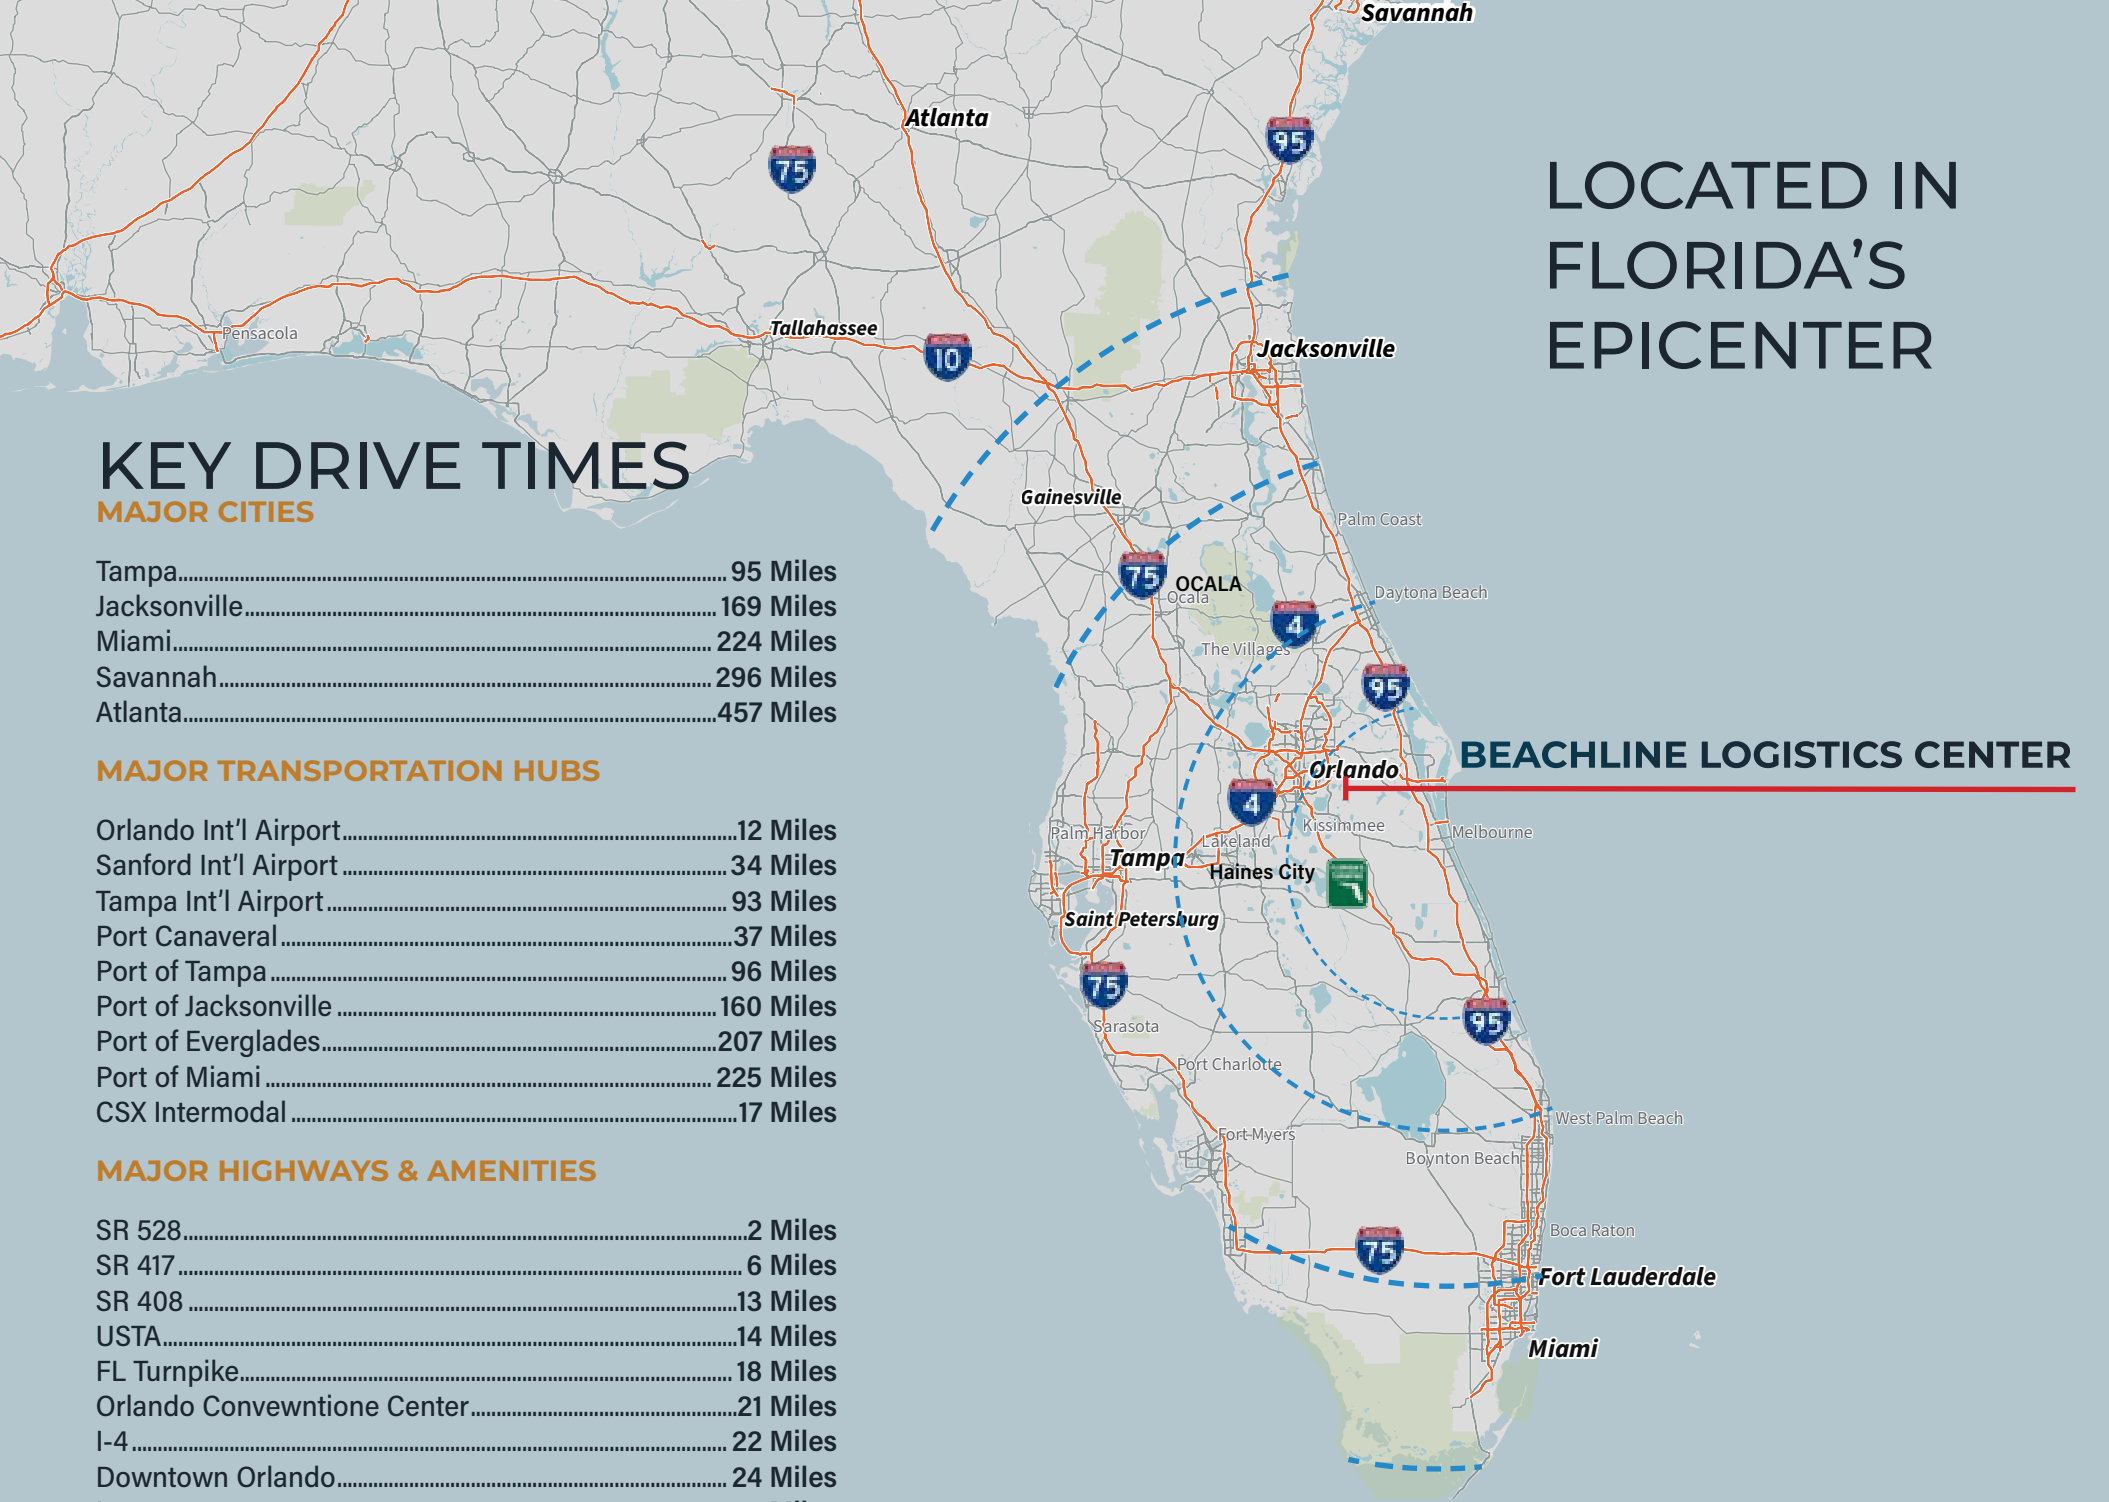 Savannah
Atlanta
95
75
LOCATED IN
FLORIDA'S
EPICENTER
Pensacola
Tallahassee
10
Jacksonville
KEY DRIVE TIMES
MAJOR CITIES
Tampa 95 Miles
Jacksonville 169 Miles
Miami 224 Miles
Savannah 296 Miles
Atlanta 457 Miles
MAJOR TRANSPORTATION HUBS
Orlando Int'l Airport 12 Miles
Sanford Int'l Airport 34 Miles
Tampa Int'l Airport 93 Miles
Port Canaveral 37 Miles
Port of Tampa 96 Miles
Port of Jacksonville 160 Miles
Port of Everglades 207 Miles
Port of Miami 225 Miles
CSX Intermodal 17 Miles
MAJOR HIGHWAYS & AMENITIES
SR 528 2 Miles
SR 417 6 Miles
SR 408 13 Miles
USTA 14 Miles
FL Turnpike 18 Miles
Orlando Convewntione Center 21 Miles
I-4 22 Miles
Downtown Orlando 24 Miles
Gainesville
Palm Coast
75
OCALA
Ocala
Daytona Beach
4
The Villages
95
BEACHLINE LOGISTICS CENTER
Orlando
4
Kissimmee
Melbourne
Palm Harbor
Lakeland
Tampa
Haines City
Saint Petersburg
75
95
Sarasota
Port Charlotte
West Palm Beach
Fort Myers
Boynton Beach
Boca Raton
75
Fort Lauderdale
Miami